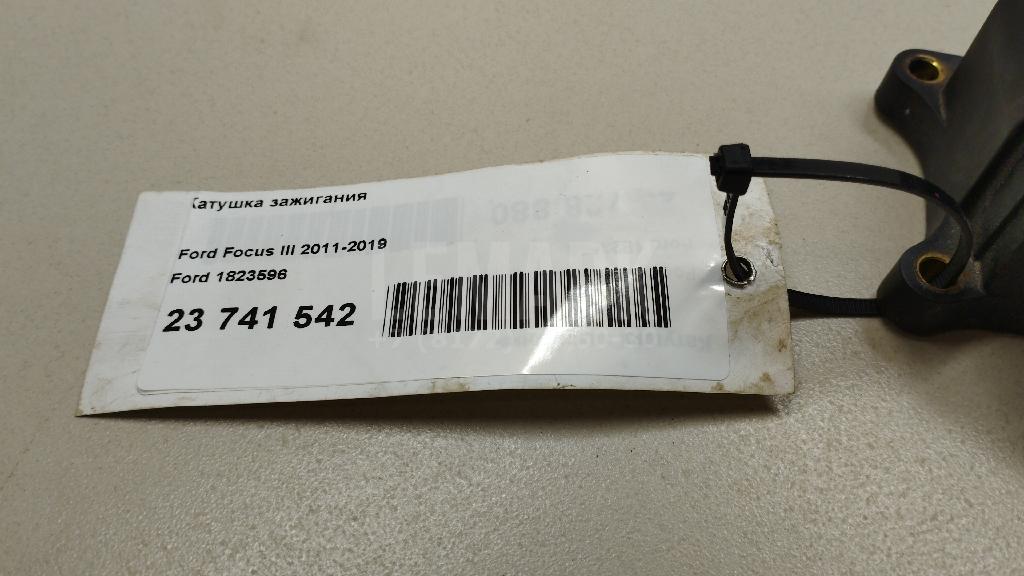 Катушка зажигания
Ford Focus III 2011-2019
Ford 1823596
23 741 542